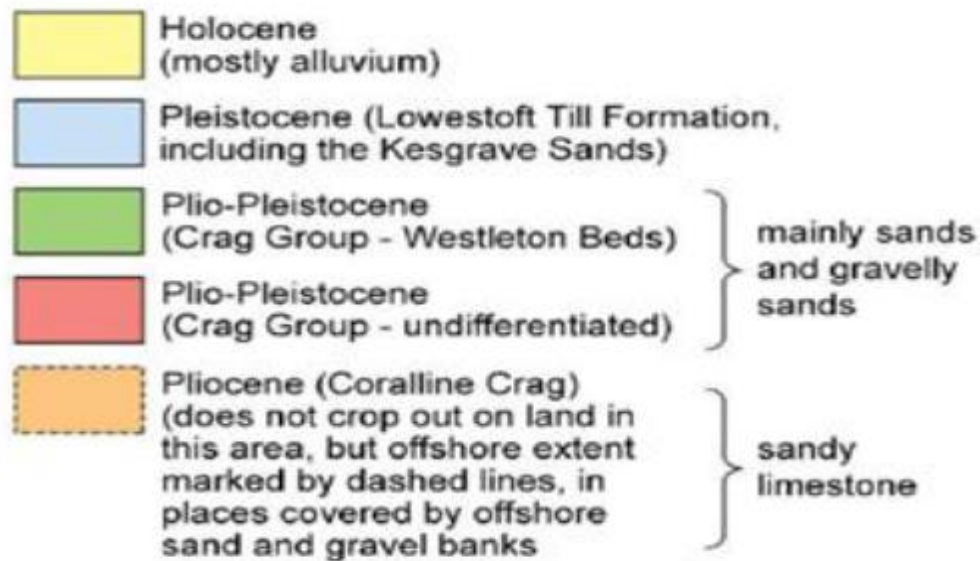 Holocene
(mostly alluvium)
Pleistocene (Lowestoft Till Formation,
including the Kesgrave Sands)
Plio-Pleistocene
(Crag Group - Westleton Beds)
Plio-Pleistocene
(Crag Group - undifferentiated)
mainly sands
and gravelly
sands
Pliocene (Coralline Crag)
(does not crop out on land in
this area, but offshore extent
marked by dashed lines, in
places covered by offshore
sand and gravel banks
sandy
limestone